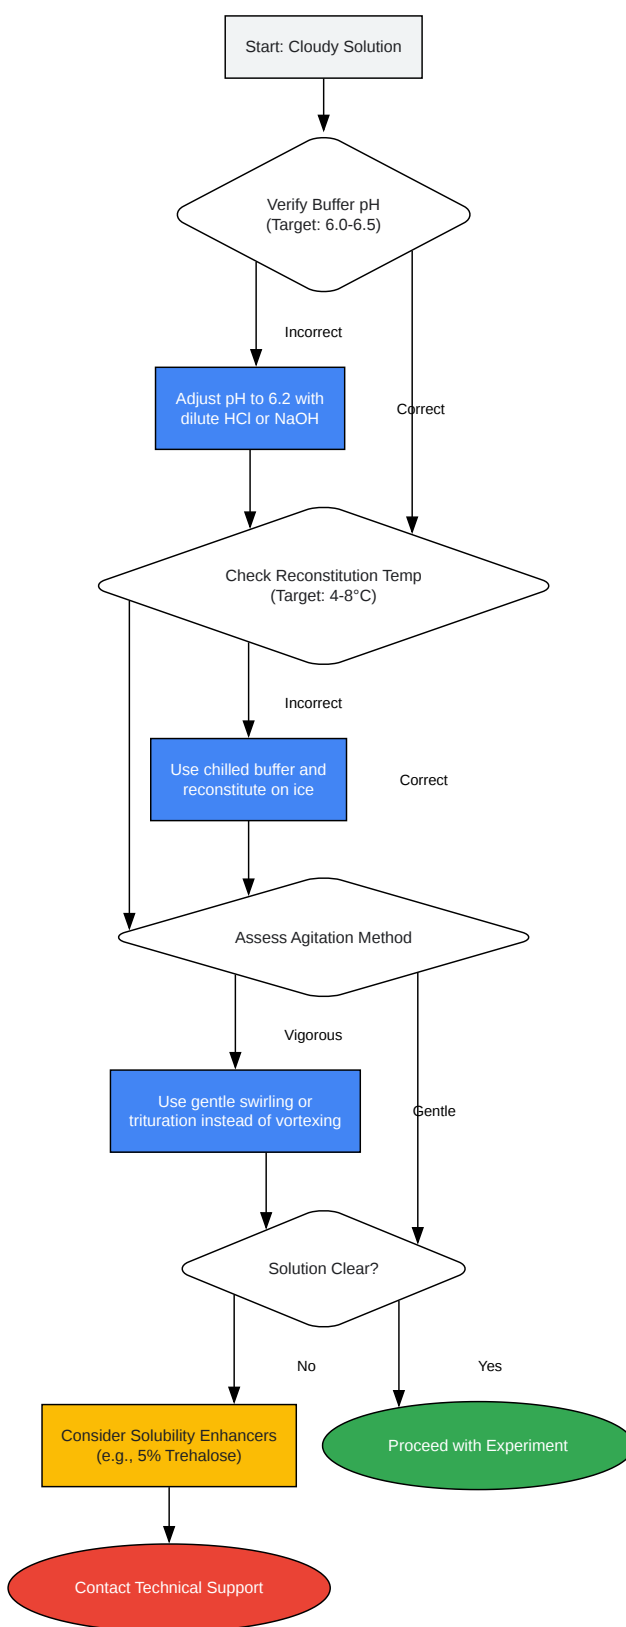 Start: Cloudy Solution
Verify Buffer pH
(Target: 6.0-6.5)
Incorrect
Adjust pH to 6.2 with
dilute HCl or NaOH
Correct
Check Reconstitution Temp
(Target: 4-8°C)
Incorrect
Use chilled buffer and
reconstitute on ice
Correct
Assess Agitation Method
Vigorous
Use gentle swirling or
trituration instead of vortexing
Gentle
Solution Clear?
No
Yes
Consider Solubility Enhancers
(e.g., 5% Trehalose)
Proceed with Experiment
Contact Technical Support